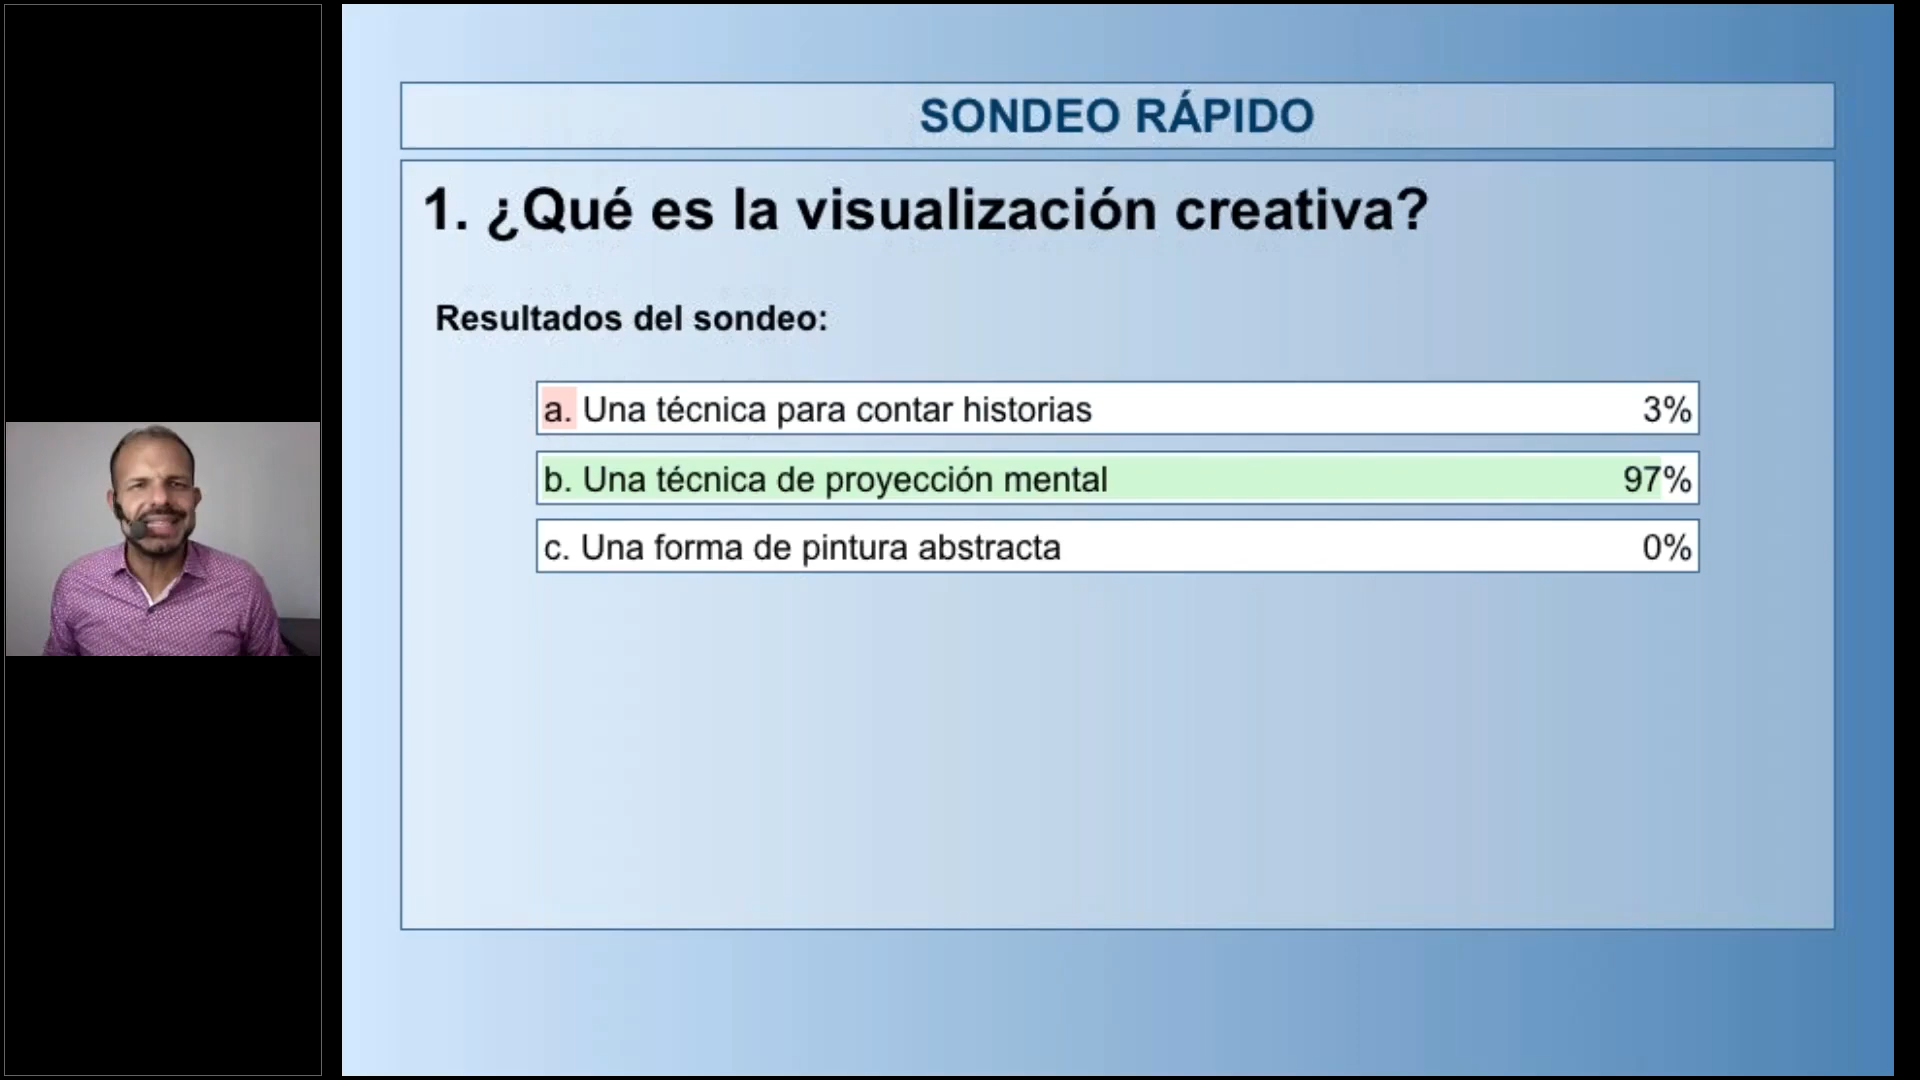 SONDEO RÁPIDO
1. ¿Qué es la visualización creativa?
Resultados del sondeo:
a. Una técnica para contar historias 3%
b. Una técnica de proyección mental 97%
c. Una forma de pintura abstracta 0%